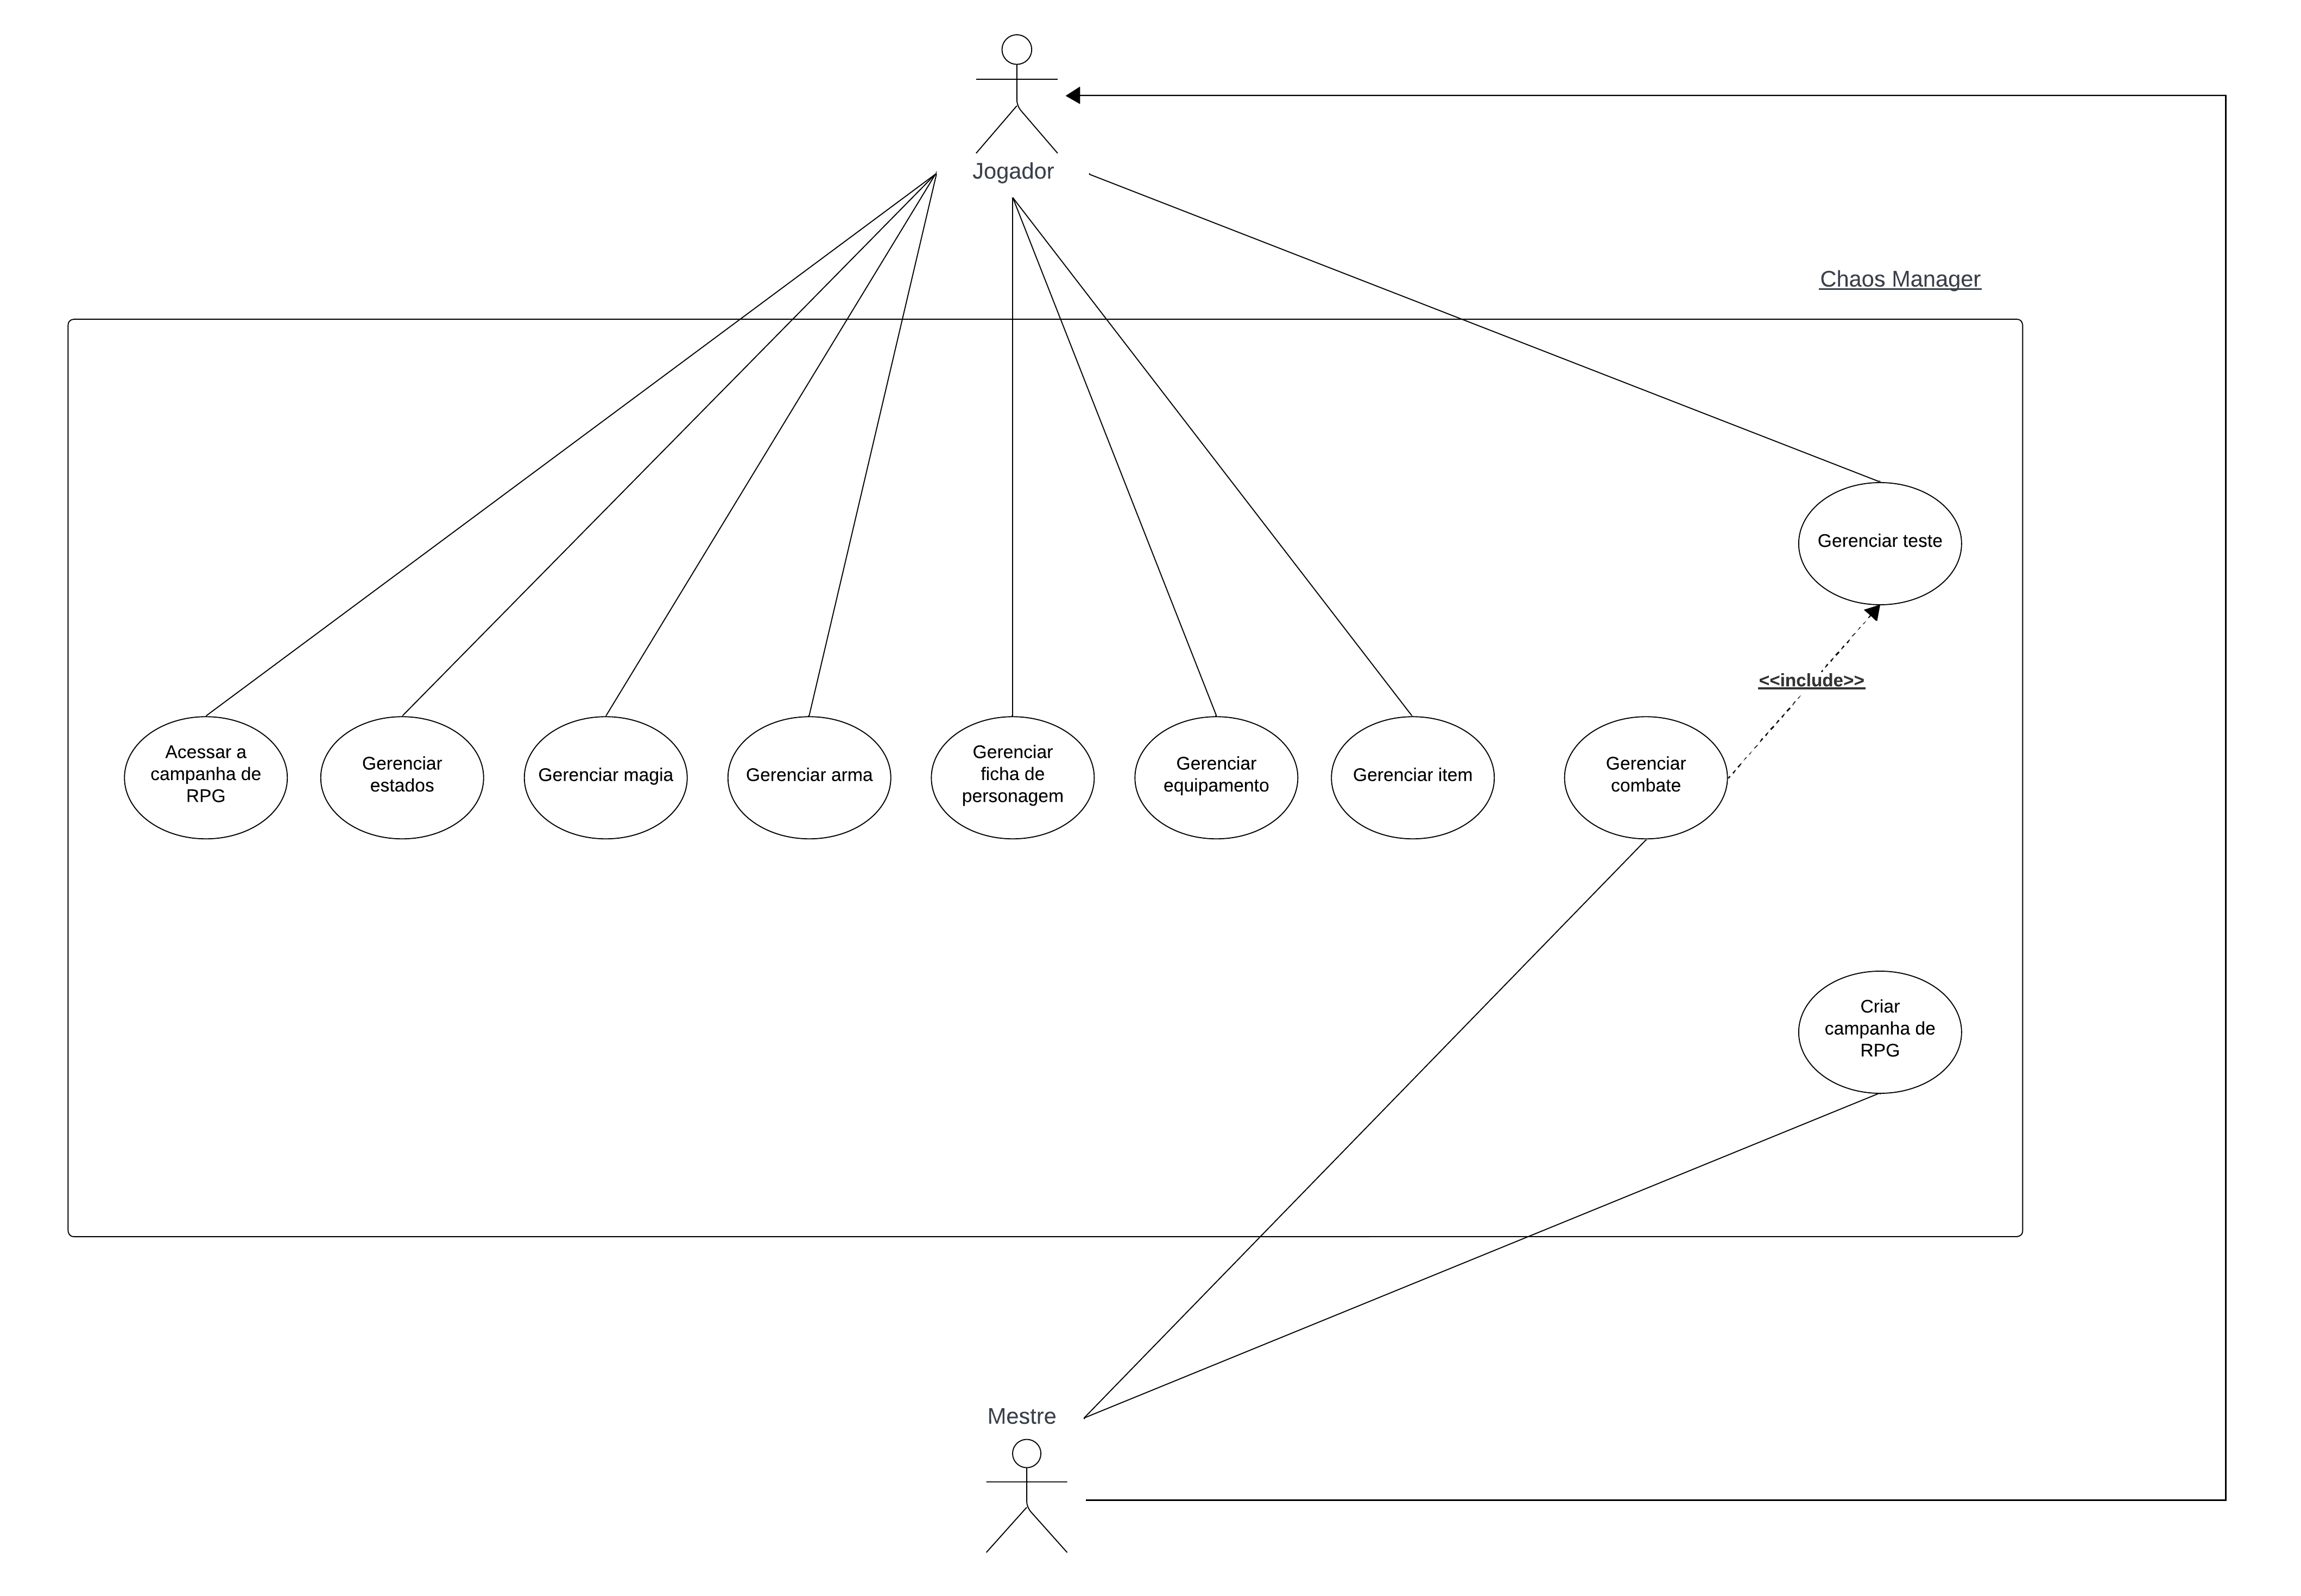 Jogador
Chaos Manager
Gerenciar teste
<<include>>
Acessar a
campanha de
RPG
Gerenciar
estados
Gerenciar magia
Gerenciar arma
Gerenciar
ficha de
personagem
Gerenciar
equipamento
Gerenciar item
Gerenciar
combate
Criar
campanha de
RPG
Mestre